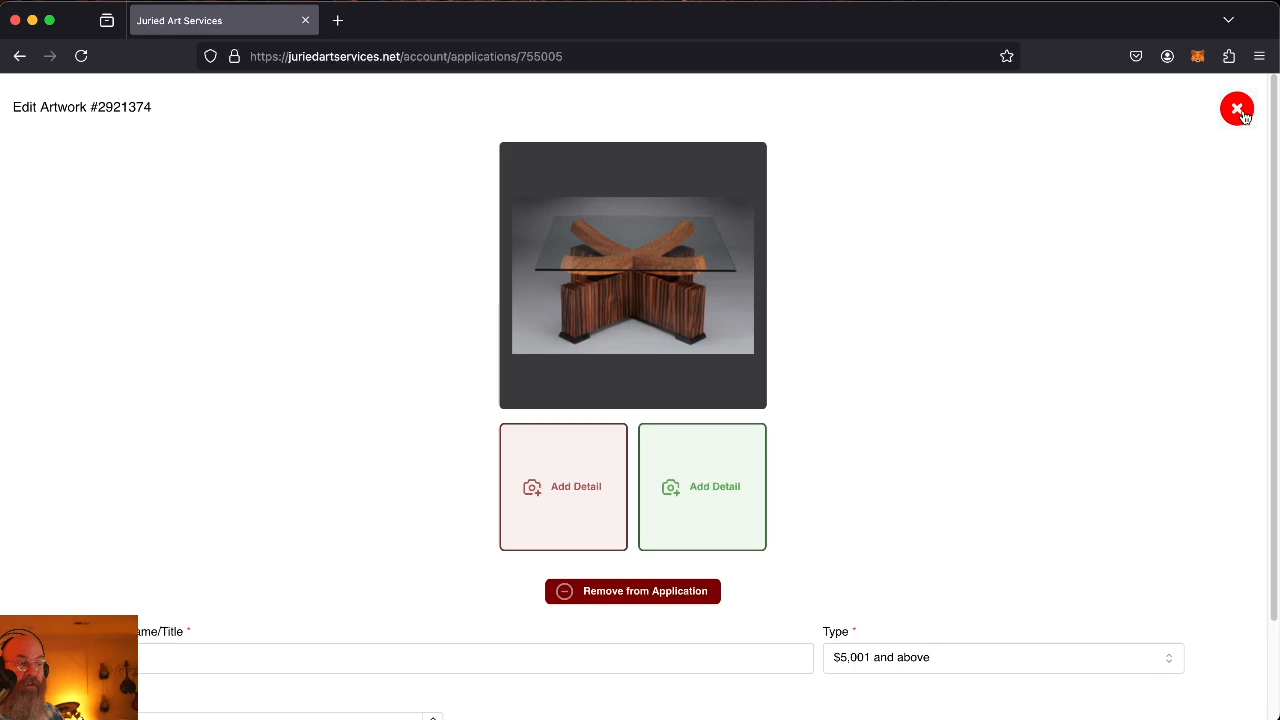 Juried Art Services
https://juriedartservices.net/account/applications/755005
Edit Artwork #2921374
Add Detail
Add Detail
Remove from Application
ame/Title *
Type *
$5,001 and above